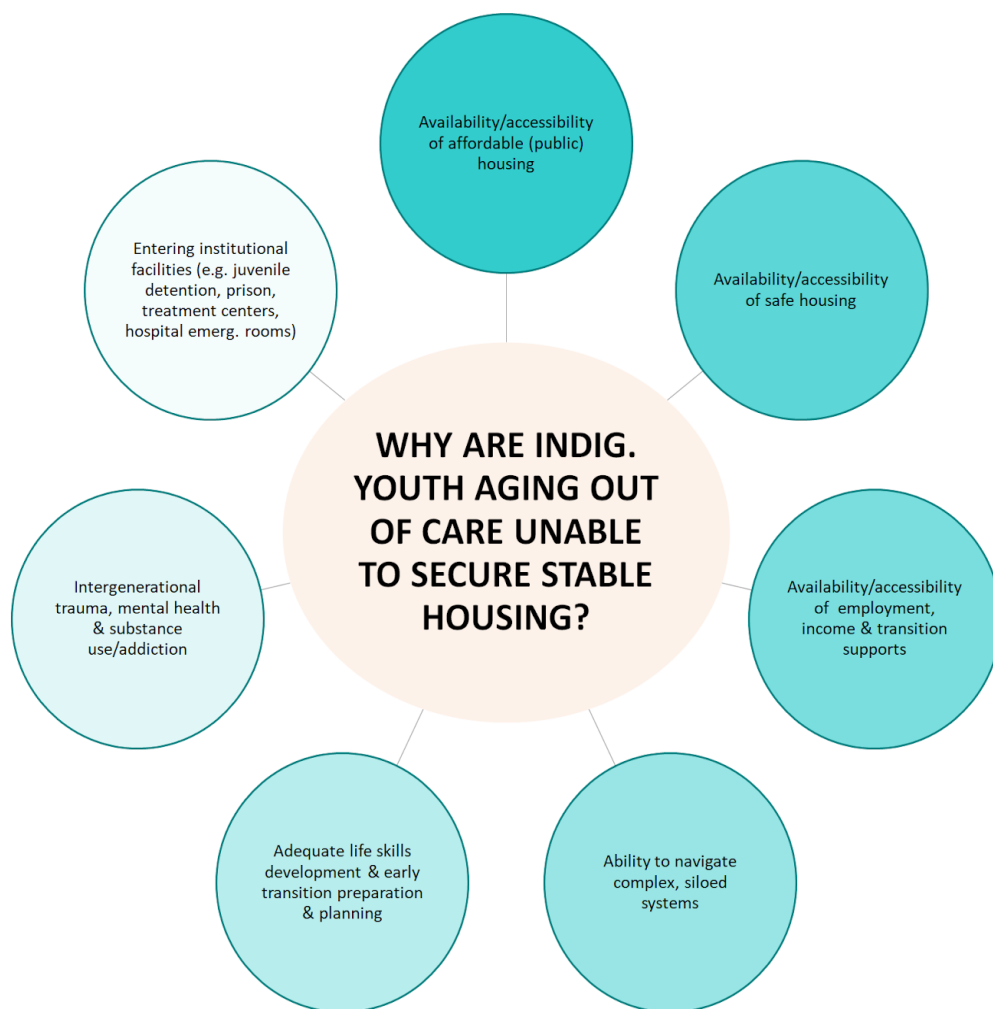 Availability/accessibility
of affordable (public)
housing
Availability/accessibility
of safe housing
Availability/accessibility
of employment,
income & transition
supports
Ability to navigate
complex, siloed
systems
Adequate life skills
development & early
transition preparation
& planning
Intergenerational
trauma, mental health
& substance
use/addiction
Entering institutional
facilities (e.g. juvenile
detention, prison,
treatment centers,
hospital emerg. rooms)
WHY ARE INDIG.
YOUTH AGING OUT
OF CARE UNABLE
TO SECURE STABLE
HOUSING?